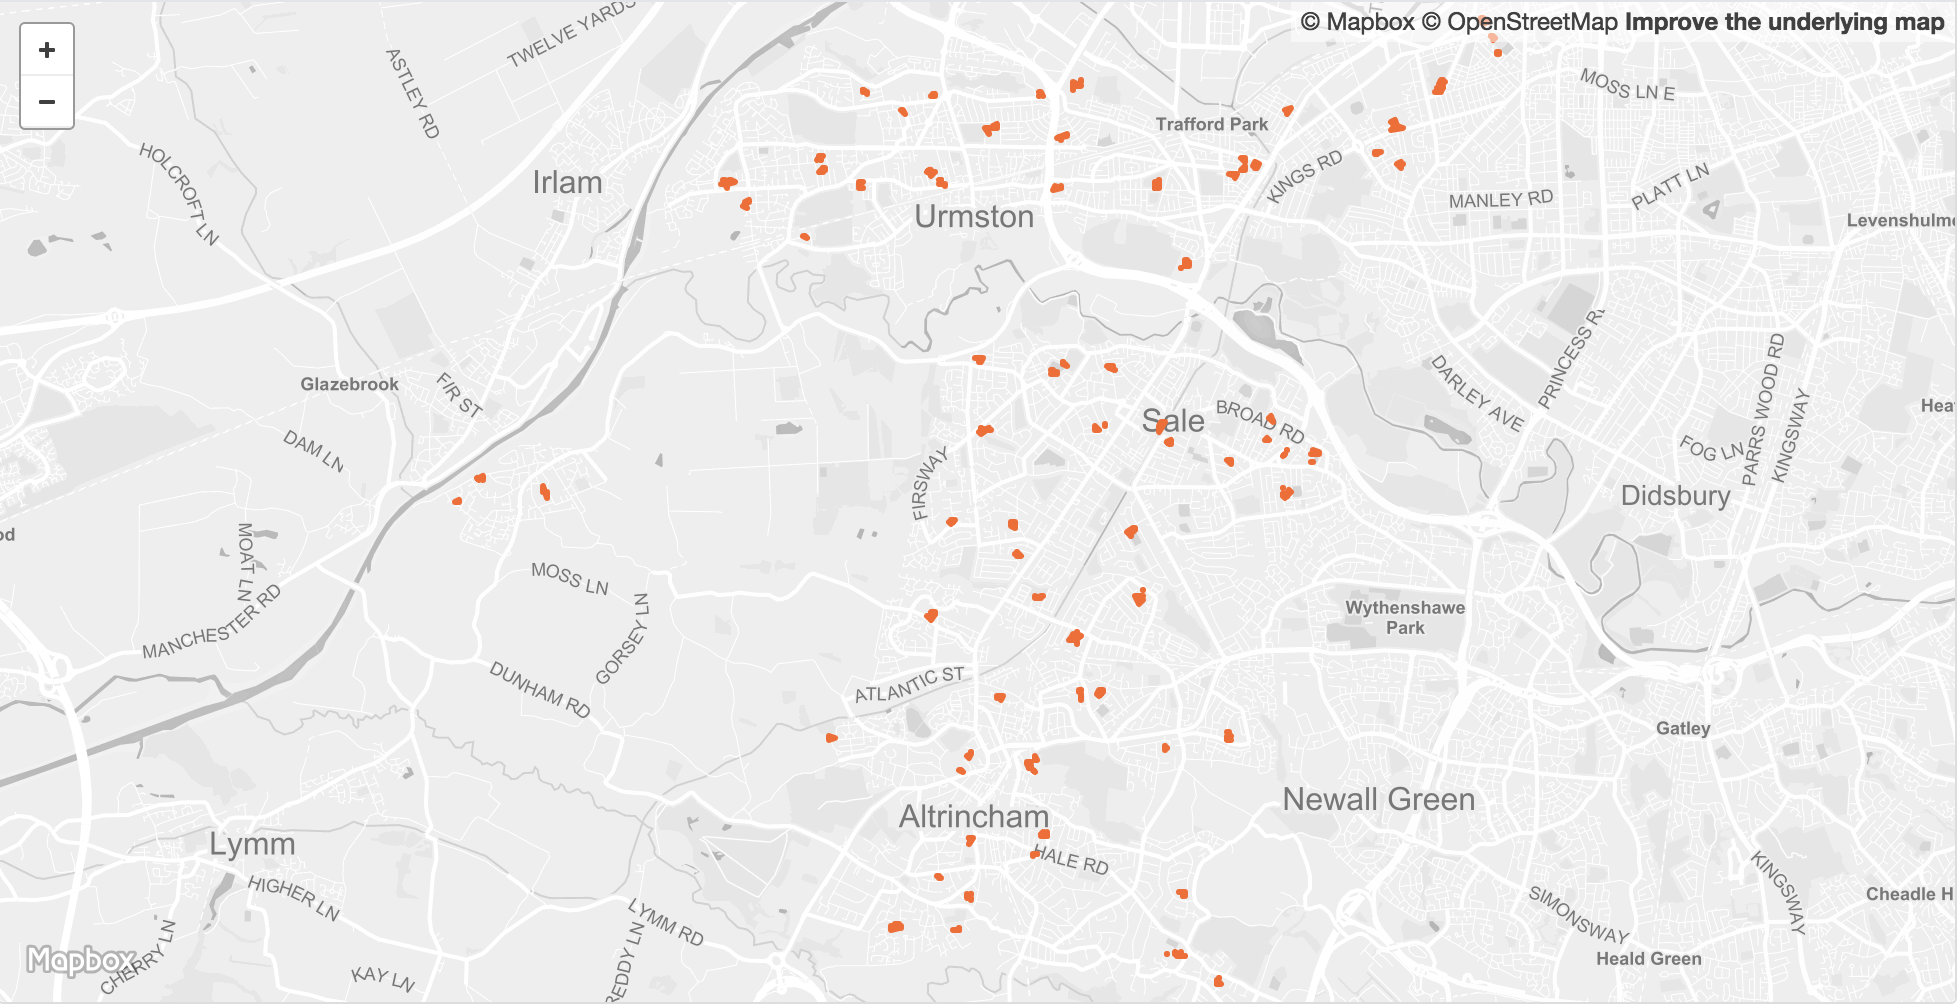 +
−
© Mapbox © OpenStreetMap Improve the underlying map
TWELVE YARDS
ASTLEY RD
MOSS LN E
Trafford Park
HOLCROFT LN
Irlam
KINGS RD
MANLEY RD
PLATT LN
Urmston
Levenshulme
PRINCESS R
Glazebrook
FIR ST
DARLEY AVE
PARRS WOOD RD
KINGSWAY
Hea
BROAD RD
Sale
DAM LN
FOG LN
FIRSWAY
Didsbury
od
MOAT LN
MOSS LN
MANCHESTER RD
GORSEY LN
Wythenshawe
Park
DUNHAM RD
ATLANTIC ST
Gatley
Newall Green
Altrincham
Lymm
HALE RD
HIGHER LN
KINGSWAY
Cheadle H
LYMM RD
SIMONSWAY
REDDY LN
Mapbox
CHERRY LN
KAY LN
Heald Green